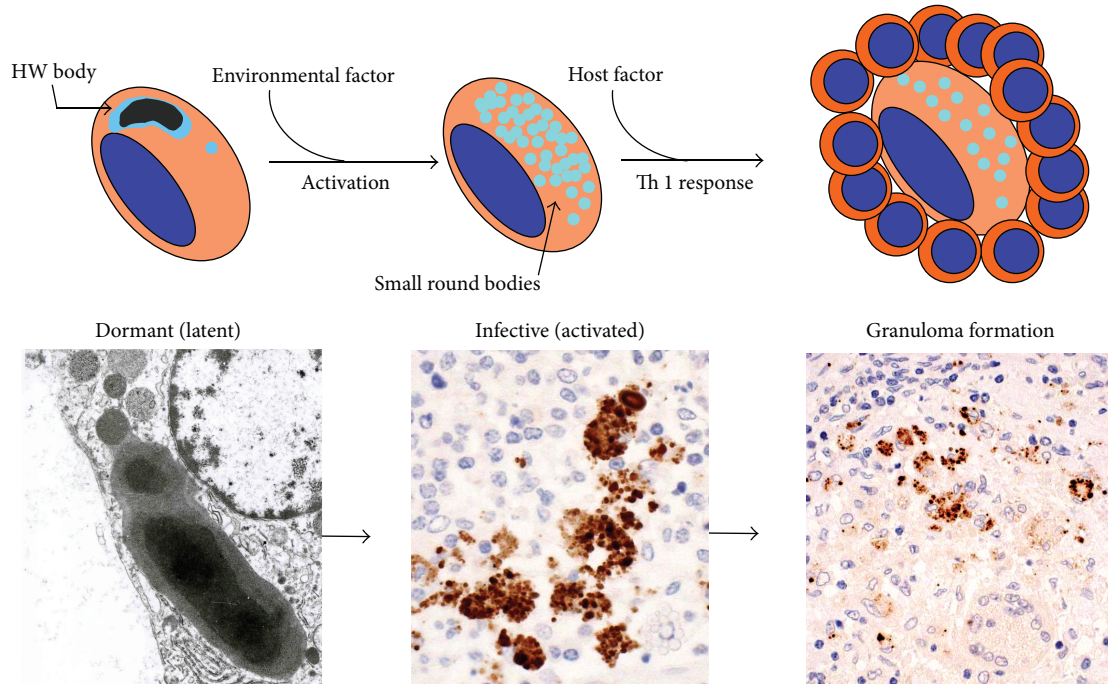 HW body
Environmental factor
Host factor
Activation
Th 1 response
Small round bodies
Dormant (latent)
Infective (activated)
Granuloma formation